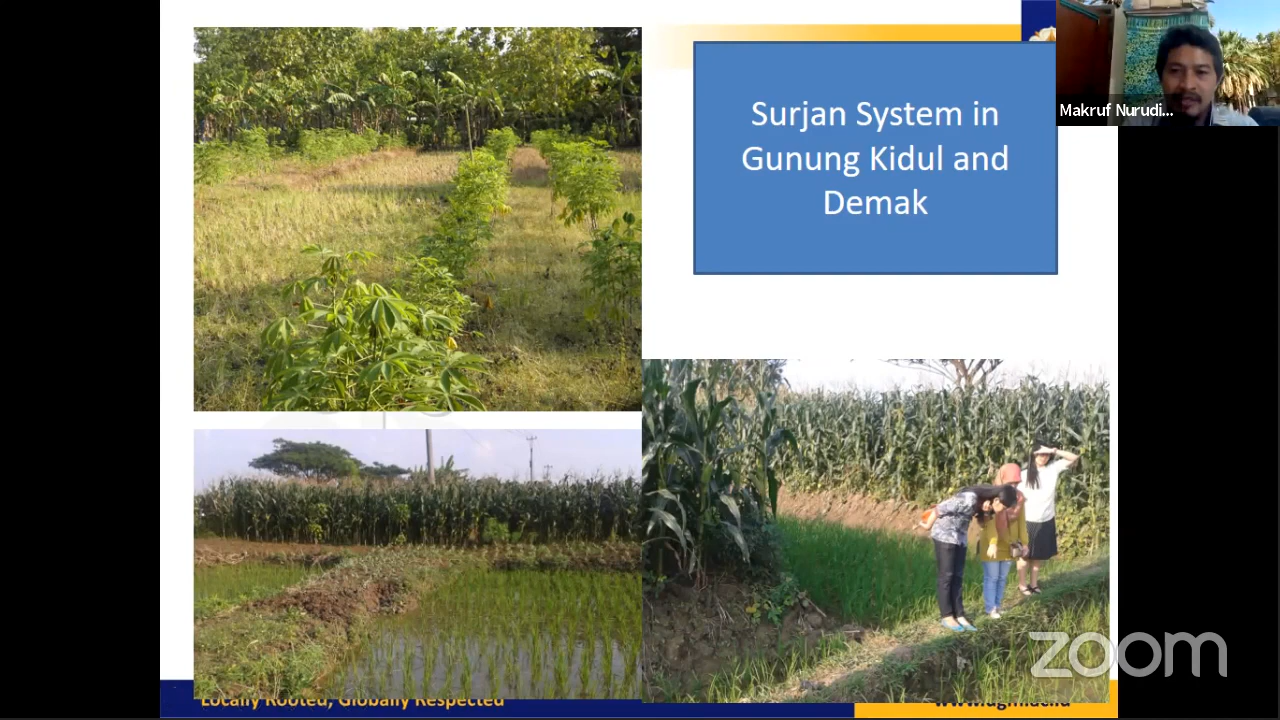 Surjan System in
Gunung Kidul and
Demak
Makruf Nurudi...
Locally Rooted, Globally Respected
zoom